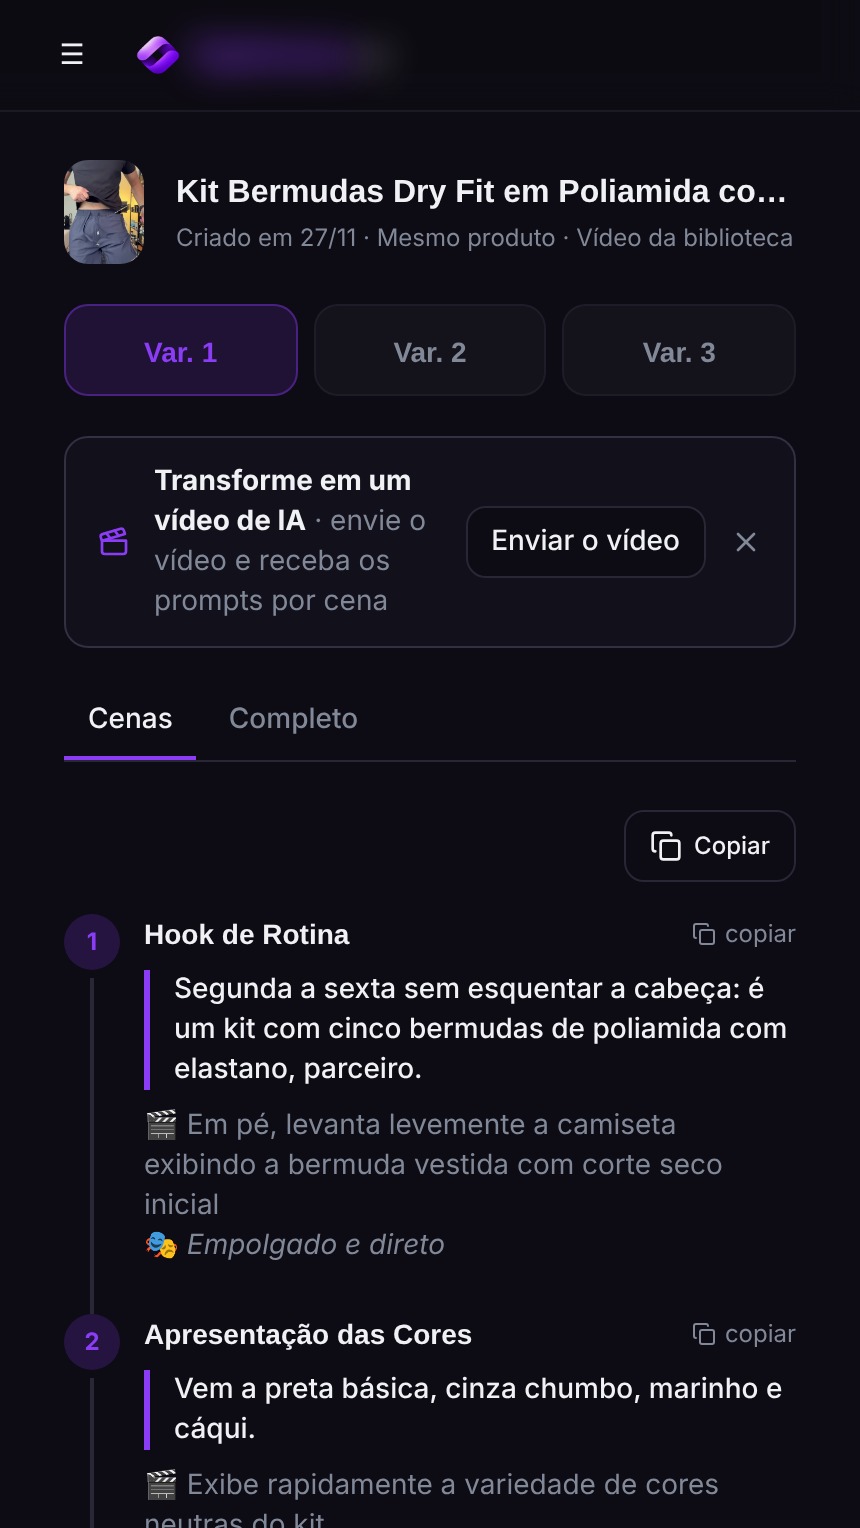 Kit Bermudas Dry Fit em Poliamida co...
Criado em 27/11 · Mesmo produto · Vídeo da biblioteca
Var. 1
Var. 2
Var. 3
Transforme em um
vídeo de IA · envie o
vídeo e receba os
prompts por cena
Enviar o vídeo
Cenas
Completo
Copiar
1
Hook de Rotina
copiar
Segunda a sexta sem esquentar a cabeça: é
um kit com cinco bermudas de poliamida com
elastano, parceiro.
🎬 Em pé, levanta levemente a camiseta
exibindo a bermuda vestida com corte seco
inicial
🎭 Empolgado e direto
2
Apresentação das Cores
copiar
Vem a preta básica, cinza chumbo, marinho e
cáqui.
🎬 Exibe rapidamente a variedade de cores
neutras do kit